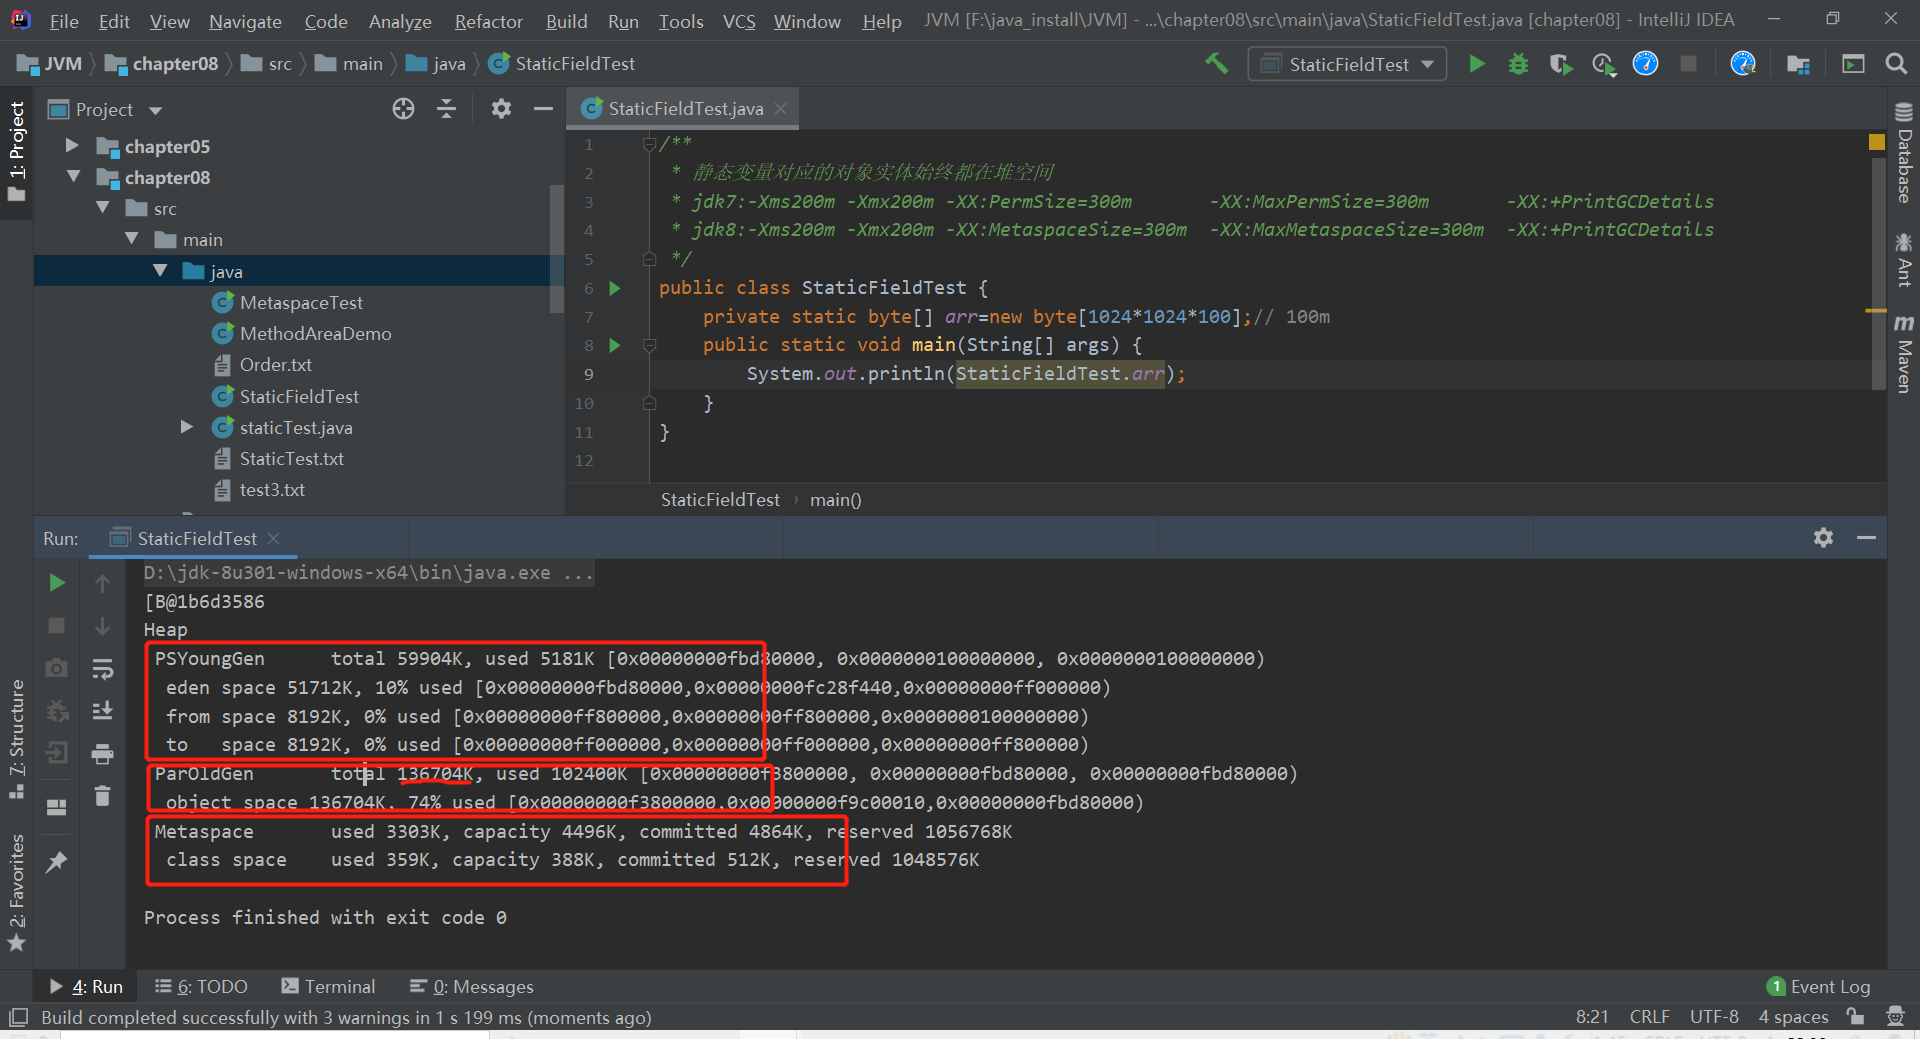 File Edit View Navigate Code Analyze Refactor Build Run Tools VCS Window Help JVM [F:\java_install\JVM] - ...\chapter08\src\main\java\StaticFieldTest.java [chapter08] - IntelliJ IDEA
JVM chapter08 src main java StaticFieldTest
StaticFieldTest
1: Project
Project
chapter05
chapter08
src
main
java
MetaspaceTest
MethodAreaDemo
Order.txt
StaticFieldTest
staticTest.java
StaticTest.txt
test3.txt
StaticFieldTest.java
1 /**
2 * 静态变量对应的对象实体始终都在堆空间
3 * jdk7:-Xms200m -Xmx200m -XX:PermSize=300m -XX:MaxPermSize=300m -XX:+PrintGCDetails
4 * jdk8:-Xms200m -Xmx200m -XX:MetaspaceSize=300m -XX:MaxMetaspaceSize=300m -XX:+PrintGCDetails
5 */
6 public class StaticFieldTest {
7 private static byte[] arr=new byte[1024*1024*100];// 100m
8 public static void main(String[] args) {
9 System.out.println(StaticFieldTest.arr);
10 }
11 }
12
StaticFieldTest › main()
Database
Ant
Maven
Run: StaticFieldTest
D:\jdk-8u301-windows-x64\bin\java.exe ...
[B@1b6d3586
Heap
PSYoungGen total 59904K, used 5181K [0x00000000fbd80000, 0x0000000100000000, 0x0000000100000000)
eden space 51712K, 10% used [0x00000000fbd80000,0x00000000fc28f440,0x00000000ff000000)
from space 8192K, 0% used [0x00000000ff800000,0x00000000ff800000,0x0000000100000000)
to space 8192K, 0% used [0x00000000ff000000,0x00000000ff000000,0x00000000ff800000)
ParOldGen total 136704K, used 102400K [0x00000000f3800000, 0x00000000fbd80000, 0x00000000fbd80000)
object space 136704K, 74% used [0x00000000f3800000,0x00000000f9c00010,0x00000000fbd80000)
Metaspace used 3303K, capacity 4496K, committed 4864K, reserved 1056768K
class space used 359K, capacity 388K, committed 512K, reserved 1048576K
Process finished with exit code 0
7: Structure
2: Favorites
4: Run 6: TODO Terminal 0: Messages 1 Event Log
Build completed successfully with 3 warnings in 1 s 199 ms (moments ago) 8:21 CRLF UTF-8 4 spaces